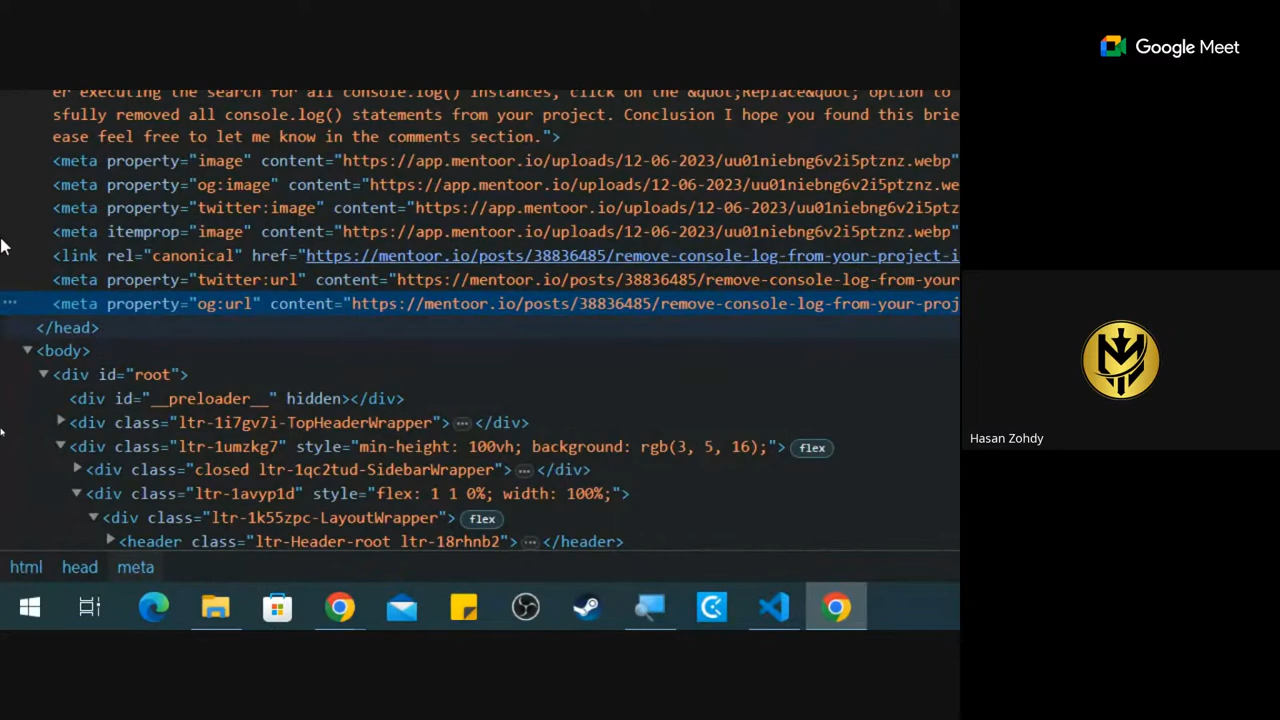 Google Meet
er executing the search for all console.log() instances, click on the &quot;Replace&quot; option to
sfully removed all console.log() statements from your project. Conclusion I hope you found this brie
ease feel free to let me know in the comments section.">
<meta property="image" content="https://app.mentoor.io/uploads/12-06-2023/uu01niebng6v2i5ptznz.webp"
<meta property="og:image" content="https://app.mentoor.io/uploads/12-06-2023/uu01niebng6v2i5ptznz.we
<meta property="twitter:image" content="https://app.mentoor.io/uploads/12-06-2023/uu01niebng6v2i5ptz
<meta itemprop="image" content="https://app.mentoor.io/uploads/12-06-2023/uu01niebng6v2i5ptznz.webp"
<link rel="canonical" href="https://mentoor.io/posts/38836485/remove-console-log-from-your-project-i
<meta property="twitter:url" content="https://mentoor.io/posts/38836485/remove-console-log-from-your
<meta property="og:url" content="https://mentoor.io/posts/38836485/remove-console-log-from-your-proj
</head>
<body>
<div id="root">
<div id="__preloader__" hidden></div>
<div class="ltr-1i7gv7i-TopHeaderWrapper">…</div>
<div class="ltr-1umzkg7" style="min-height: 100vh; background: rgb(3, 5, 16);"> flex
<div class="closed ltr-1qc2tud-SidebarWrapper">…</div>
<div class="ltr-1avyp1d" style="flex: 1 1 0%; width: 100%;">
<div class="ltr-1k55zpc-LayoutWrapper"> flex
<header class="ltr-Header-root ltr-18rhnb2">…</header>
html head meta
Hasan Zohdy